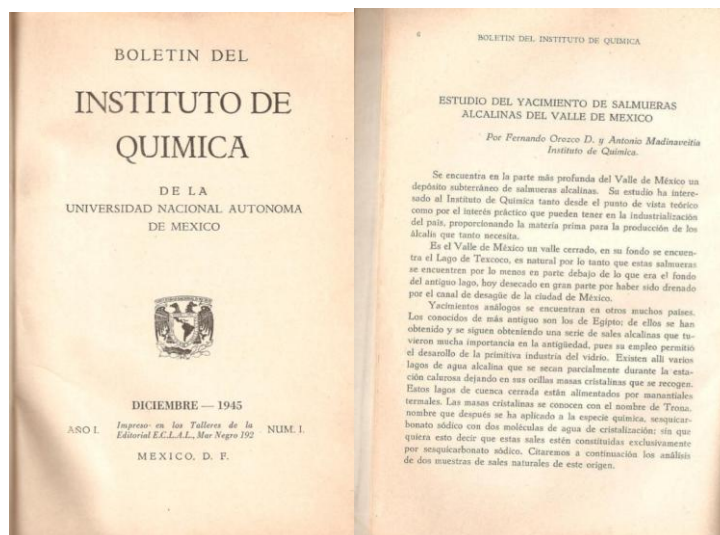 BOLETIN DEL
INSTITUTO DE
QUIMICA
DE LA
UNIVERSIDAD NACIONAL AUTONOMA
DE MEXICO
DICIEMBRE — 1945
AÑO I.
Impreso en los Talleres de la
Editorial E.C.L.A.L., Mar Negro 192
NUM. I.
MEXICO, D. F.
BOLETIN DEL INSTITUTO DE QUIMICA
ESTUDIO DEL YACIMIENTO DE SALMUERAS
ALCALINAS DEL VALLE DE MEXICO
Por Fernando Orozco D. y Antonio Madinaveitia
Instituto de Química.
Se encuentra en la parte más profunda del Valle de México un
depósito subterráneo de salmueras alcalinas. Su estudio ha intere-
sado al Instituto de Química tanto desde el punto de vista teórico
como por el interés práctico que pueden tener en la industrialización
del país, proporcionando la materia prima para la producción de los
álcalis que tanto necesita.
Es el Valle de México un valle cerrado, en su fondo se encuen-
tra el Lago de Texcoco, es natural por lo tanto que estas salmueras
se encuentren por lo menos en parte debajo de lo que era el fondo
del antiguo lago, hoy desecado en gran parte por haber sido drenado
por el canal de desagüe de la ciudad de México.
Yacimientos análogos se encuentran en otros muchos países.
Los conocidos de más antiguo son los de Egipto; de ellos se han
obtenido y se siguen obteniendo una serie de sales alcalinas que tu-
vieron mucha importancia en la antigüedad, pues su empleo permitió
el desarollo de la primitiva industria del vidrio. Existen allí varios
lagos de agua alcalina que se secan parcialmente durante la esta-
ción calurosa dejando en sus orillas masas cristalinas que se recogen.
Estos lagos de cuenca cerrada están alimentados por manantiales
termales. Las masas cristalinas se conocen con el nombre de Trona,
nombre que después se ha aplicado a la especie química, sesquicar-
bonato sódico con dos moléculas de agua de cristalización; sin que
quiera esto decir que estas sales estén constituidas exclusivamente
por sesquicarbonato sódico. Citaremos a continuación los análisis
de dos muestras de sales naturales de este origen.